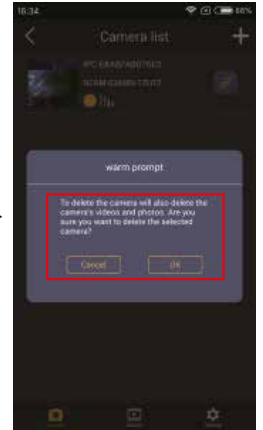 16:34
88%
Camera list
warm prompt
To delete the camera will also delete the
camera's videos and photos. Are you
sure you want to delete the selected
camera?
Cancel
OK